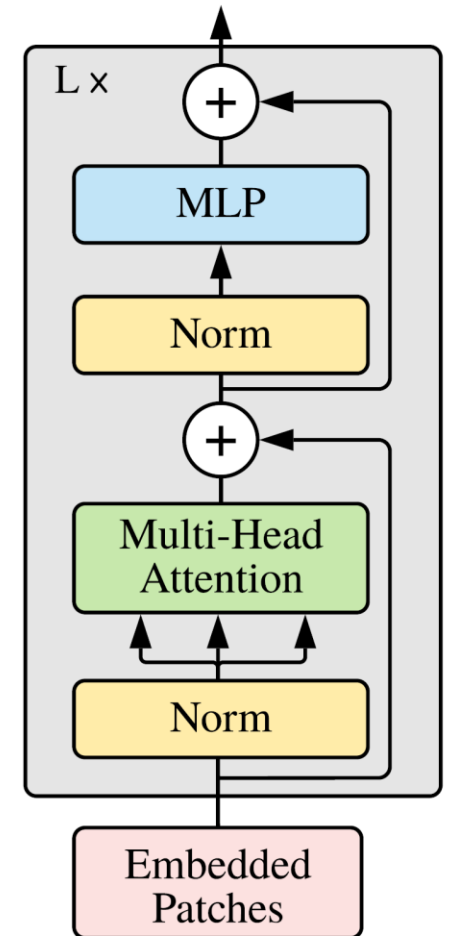 L ×
+
MLP
Norm
+
Multi-Head
Attention
Norm
Embedded
Patches